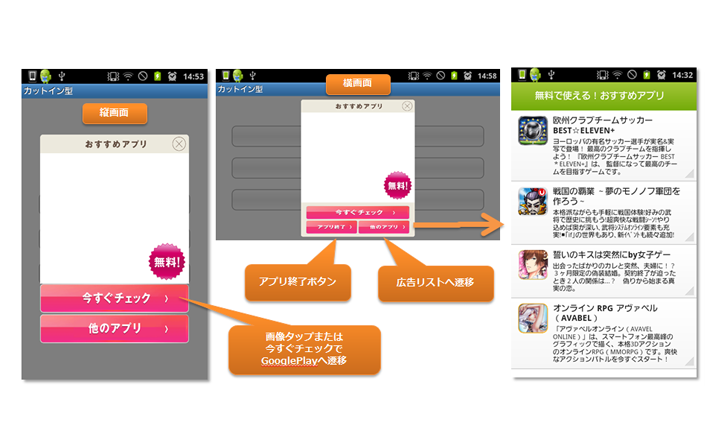 14:53
カットイン型
縦画面
おすすめアプリ
無料!
今すぐチェック
他のアプリ
画像タップまたは
今すぐチェックで
GooglePlayへ遷移
14:58
カットイン型
横画面
おすすめアプリ
無料!
今すぐチェック
アプリ終了
他のアプリ
アプリ終了ボタン
広告リストへ遷移
14:32
無料で使える!おすすめアプリ
欧州クラブチームサッカー
BEST☆ELEVEN+
ヨーロッパの有名サッカー選手が実名&実
写で登場! 最高のクラブチームを指揮し
よう! 『欧州クラブチームサッカー BEST
*ELEVEN+』は、 監督になって最高のチー
ムを目指すゲームです。
戦国の覇業 ~夢のモノノフ軍団を
作ろう~
本格派ながらも手軽に戦国体験!好みの武
将で歴史に挑もう!超爽快な戦闘シーン!やり
込めば奥が深い、武将システム!オンライン要素も充
の世界もあり、新イベントも続々追加!
誓いのキスは突然にby女子ゲー
出会ったばかりのカレと突然、夫婦に!?
3ヶ月限定の偽装結婚。契約終了が迫ったと
き2人の関係は…? 偽りから始まる真
実の恋。
オンライン RPG アヴァベル
(AVABEL)
「アヴァベルオンライン(AVAVEL
ONLINE)」は、スマートフォン最高峰の
グラフィックで描く、本格3Dアクション
のオンラインRPG(MMORPG)です。爽快
なアクションバトルを今すぐスタート!